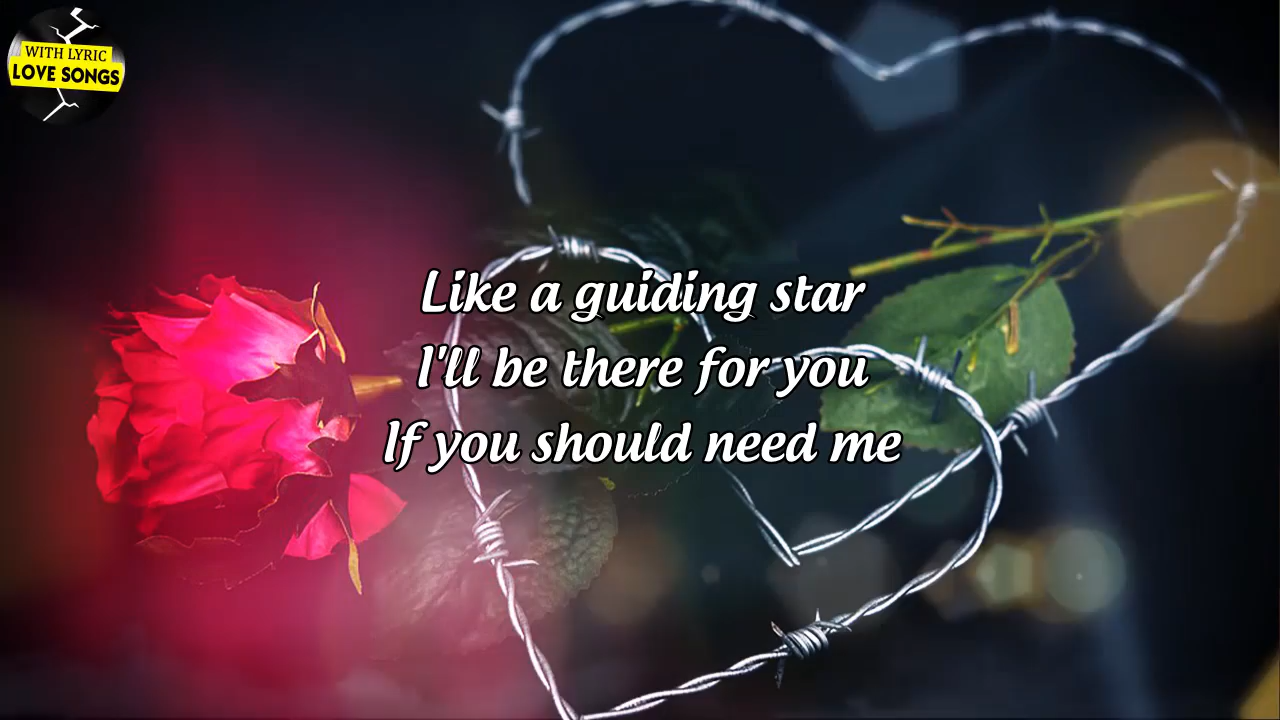 WITH LYRIC
LOVE SONGS
Like a guiding star
I'll be there for you
If you should need me